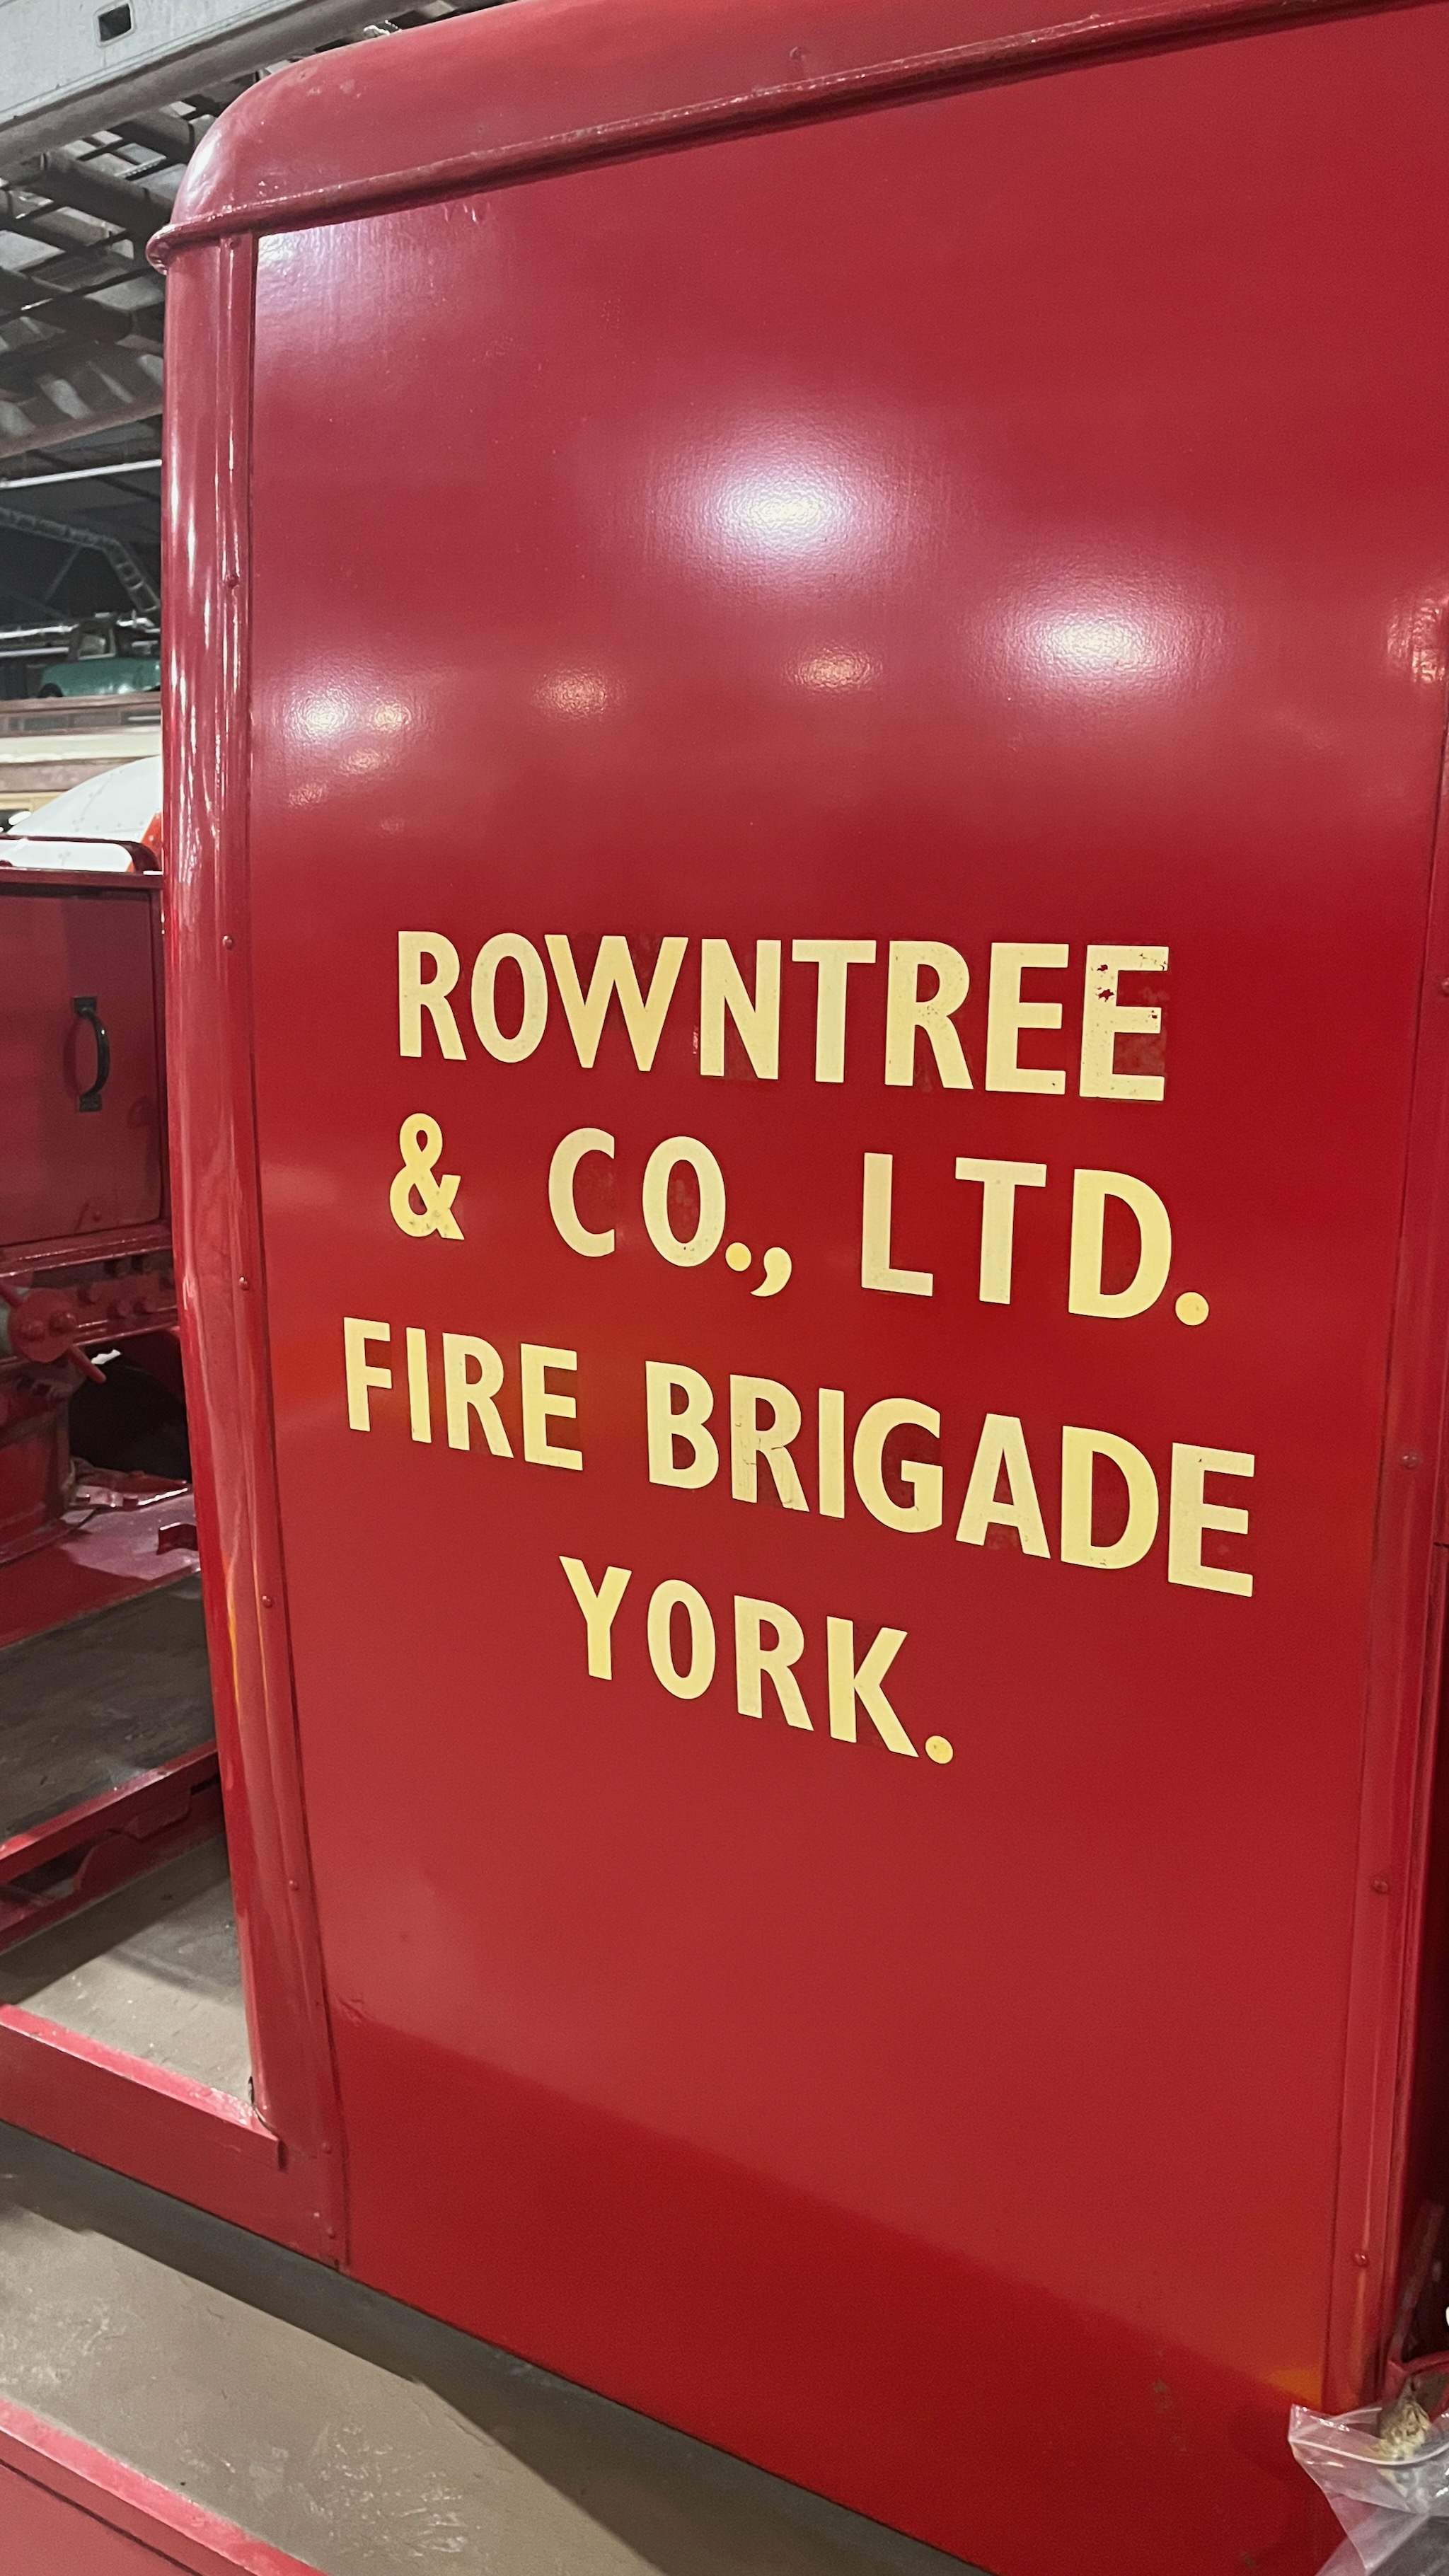 ROWNTREE
& CO., LTD.
FIRE BRIGADE
YORK.